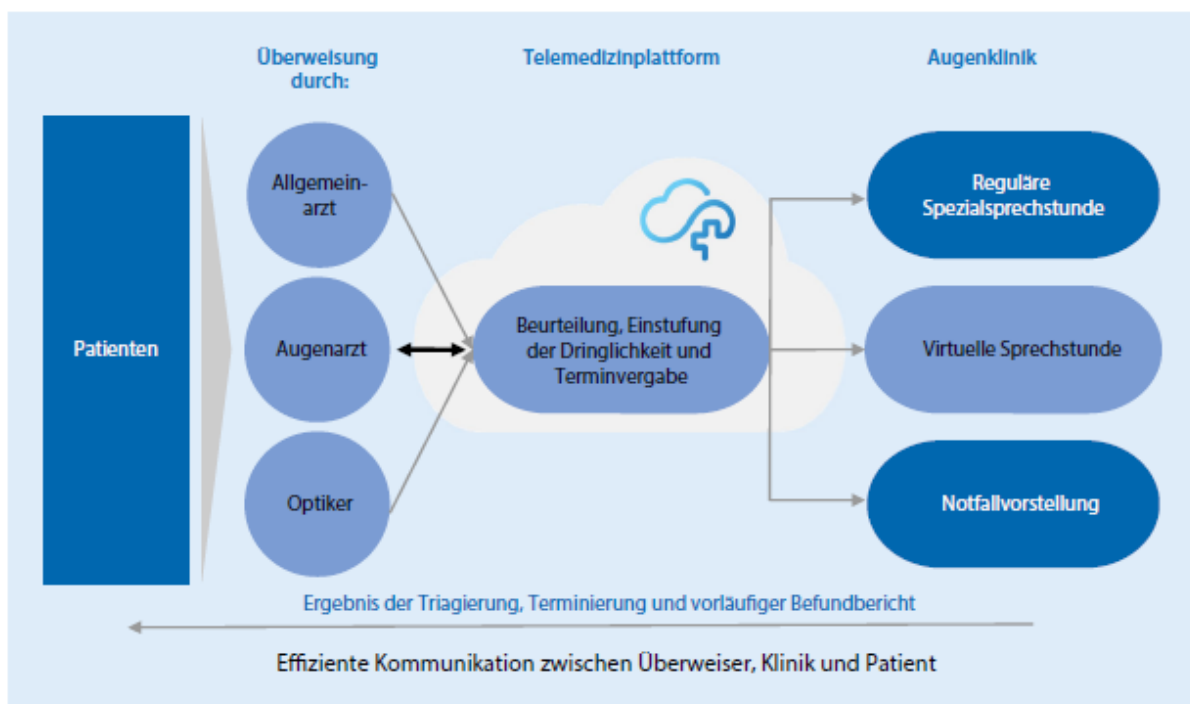 Überweisung
durch:
Telemedizinplattform
Augenklinik
Patienten
Allgemein-
arzt
Augenarzt
Optiker
Beurteilung, Einstufung
der Dringlichkeit und
Terminvergabe
Reguläre
Spezialsprechstunde
Virtuelle Sprechstunde
Notfallvorstellung
Ergebnis der Triagierung, Terminierung und vorläufiger Befundbericht
Effiziente Kommunikation zwischen Überweiser, Klinik und Patient